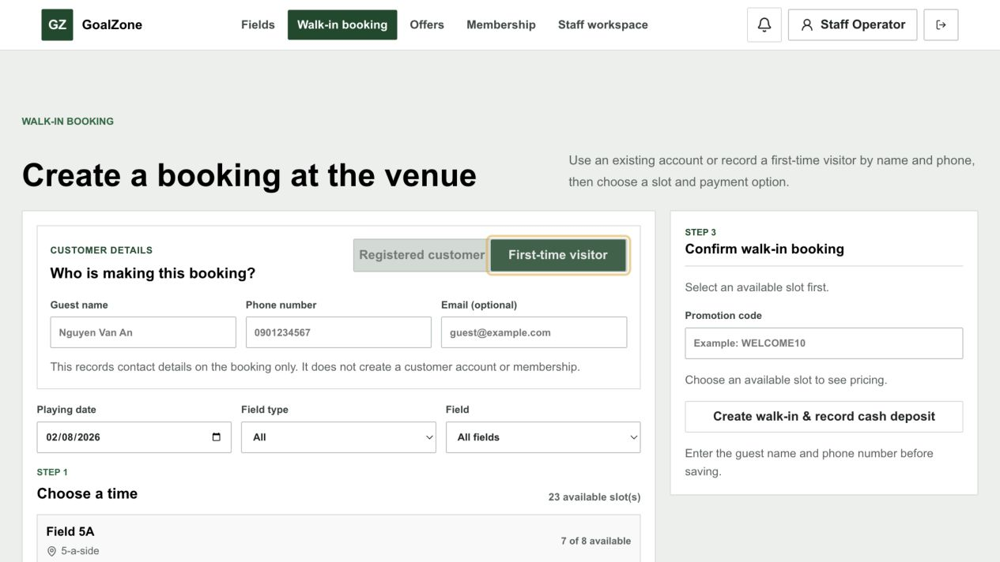 GZ GoalZone Fields Walk-in booking Offers Membership Staff workspace Staff Operator
WALK-IN BOOKING
Create a booking at the venue
Use an existing account or record a first-time visitor by name and phone,
then choose a slot and payment option.
CUSTOMER DETAILS
Who is making this booking?
Registered customer First-time visitor
Guest name Phone number Email (optional)
Nguyen Van An 0901234567 guest@example.com
This records contact details on the booking only. It does not create a customer account or membership.
Playing date Field type Field
02/08/2026 All All fields
STEP 1
Choose a time
23 available slot(s)
Field 5A
5-a-side
7 of 8 available
STEP 3
Confirm walk-in booking
Select an available slot first.
Promotion code
Example: WELCOME10
Choose an available slot to see pricing.
Create walk-in & record cash deposit
Enter the guest name and phone number before
saving.